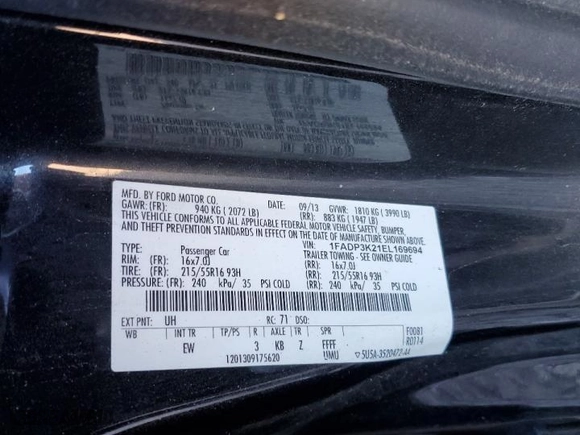 MFD. BY FORD MOTOR CO.
DATE: 09/13 GVWR: 1810 KG ( 3990 LB)
GAWR: (FR): 940 KG ( 2072 LB) (RR): 883 KG ( 1947 LB)
THIS VEHICLE CONFORMS TO ALL APPLICABLE FEDERAL MOTOR VEHICLE SAFETY, BUMPER,
AND THEFT PREVENTION STANDARDS IN EFFECT ON THE DATE OF MANUFACTURE SHOWN ABOVE.
VIN: 1FADP3K21EL169694
TYPE: Passenger Car TRAILER TOWING - SEE OWNER GUIDE
RIM: (FR): 16x7.0J (RR): 16x7.0J
TIRE: (FR): 215/55R16 93H (RR): 215/55R16 93H
PRESSURE: (FR): 240 kPa/ 35 PSI COLD (RR): 240 kPa/ 35 PSI COLD
EXT PNT: UH RC: 71 DSO:
WB INT TR TP/PS R AXLE TR SPR
EW 3 KB Z FFFF
1201309175620 UMU